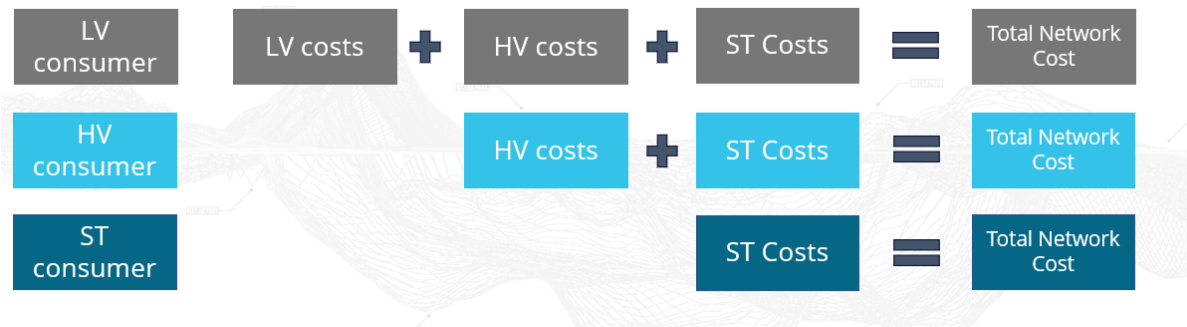 LV
consumer
LV costs
HV costs
ST Costs
Total Network
Cost
HV
consumer
HV costs
ST Costs
Total Network
Cost
ST
consumer
ST Costs
Total Network
Cost